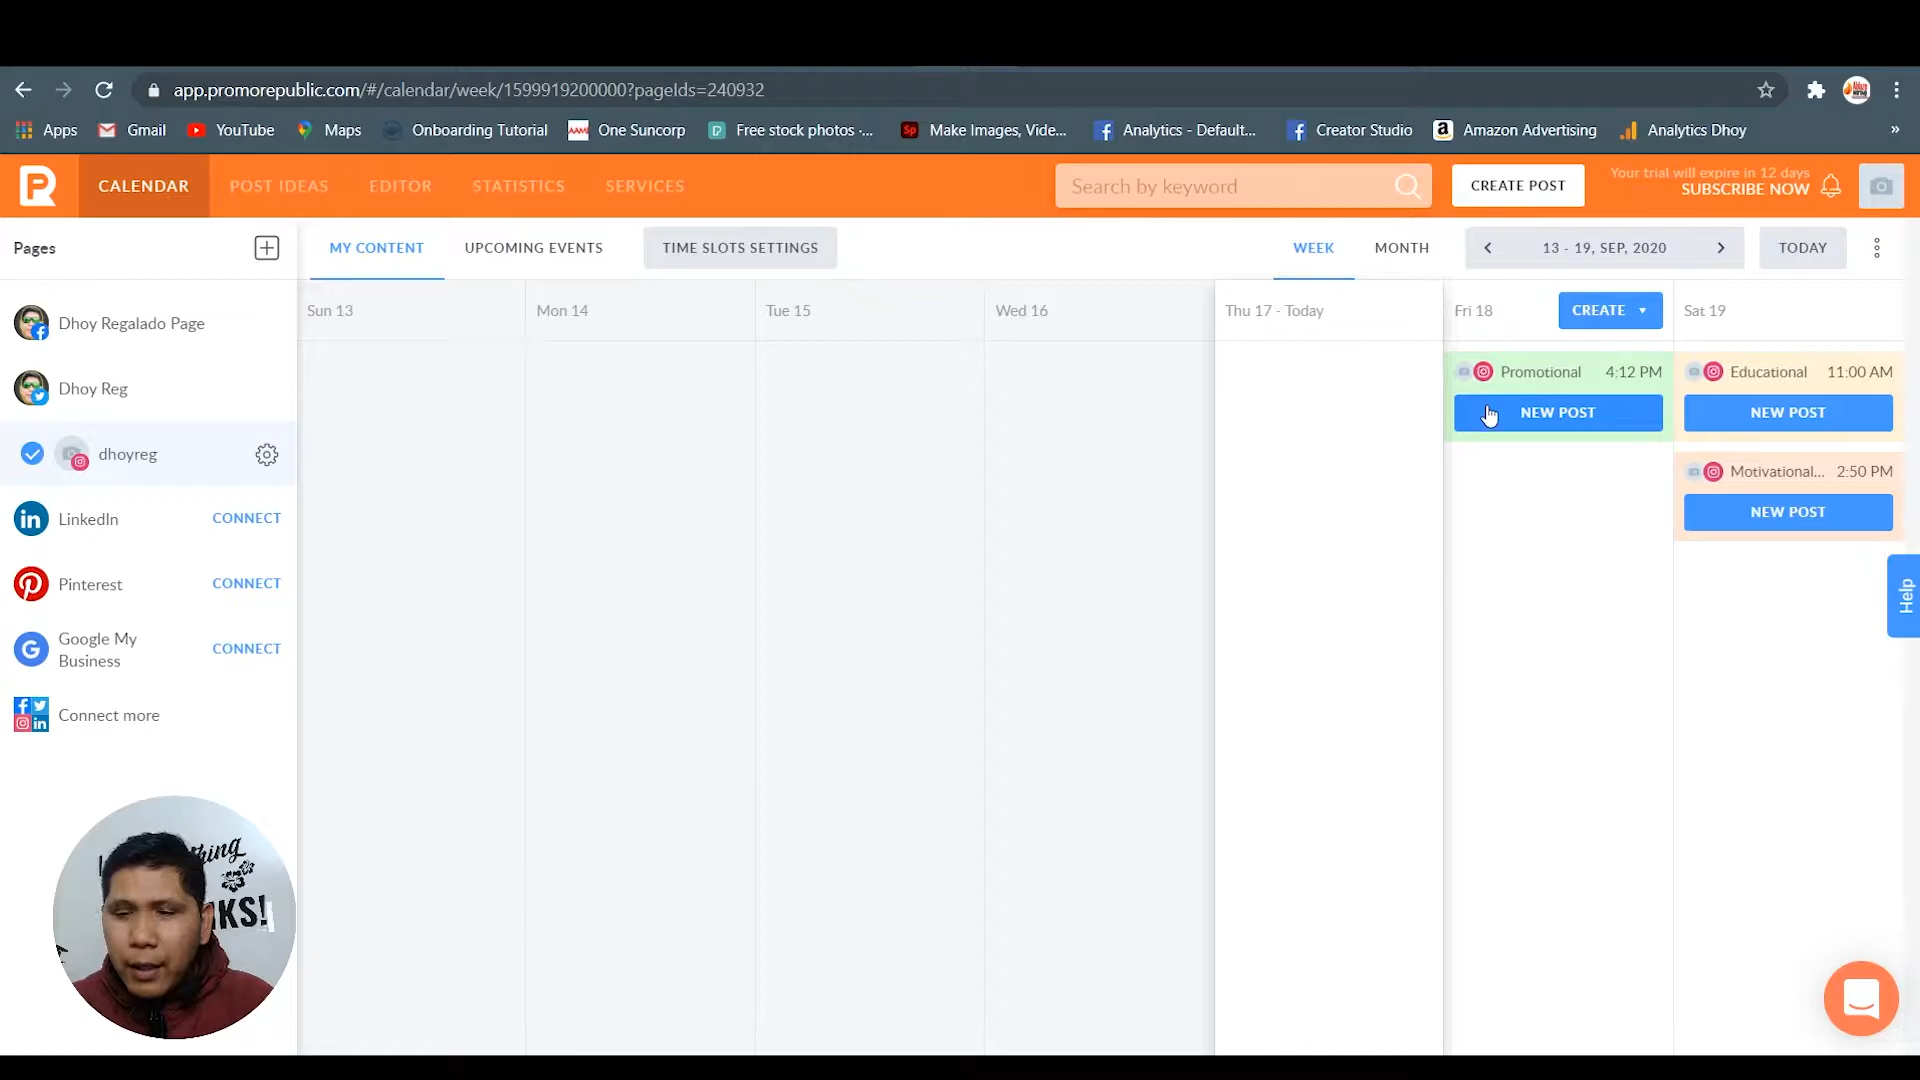 app.promorepublic.com/#/calendar/week/1599919200000?pageIds=240932
Apps Gmail YouTube Maps Onboarding Tutorial One Suncorp Free stock photos -... Make Images, Vide... Analytics - Default... Creator Studio Amazon Advertising Analytics Dhoy »
CALENDAR POST IDEAS EDITOR STATISTICS SERVICES Search by keyword CREATE POST
Your trial will expire in 12 days
SUBSCRIBE NOW
Pages MY CONTENT UPCOMING EVENTS TIME SLOTS SETTINGS WEEK MONTH 13 - 19, SEP, 2020 TODAY
Sun 13 Mon 14 Tue 15 Wed 16 Thu 17 - Today Fri 18 CREATE Sat 19
Dhoy Regalado Page
Promotional 4:12 PM Educational 11:00 AM
Dhoy Reg
NEW POST NEW POST
dhoyreg
Motivational... 2:50 PM
LinkedIn CONNECT
NEW POST
Pinterest CONNECT
Google My
Business CONNECT
Connect more
Help